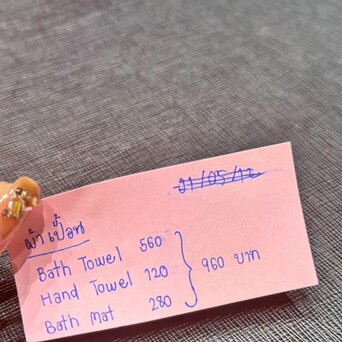 ผ้าเปื้อน
Bath Towel 560
Hand Towel 120
Bath Mat 280
960 บาท